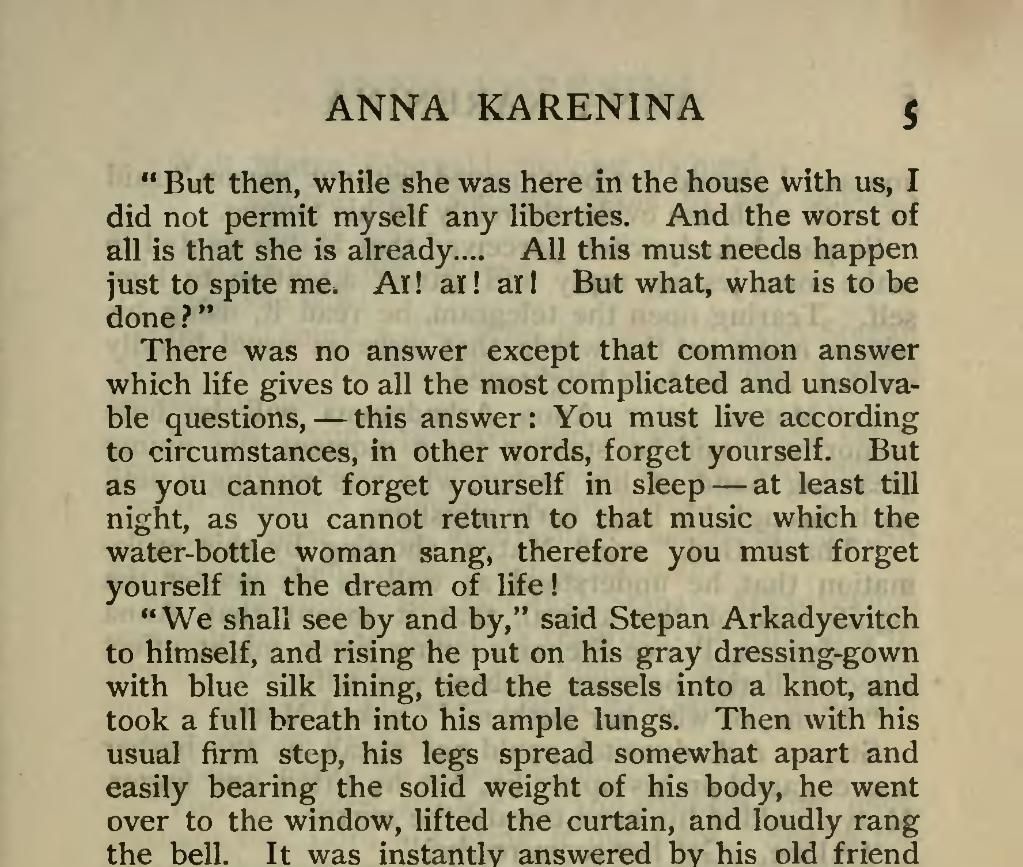 ANNA KARENINA 5
“But then, while she was here in the house with us, I
did not permit myself any liberties. And the worst of
all is that she is already.... All this must needs happen
just to spite me. Aï! aï! aï! But what, what is to be
done?”
There was no answer except that common answer
which life gives to all the most complicated and unsolva-
ble questions, — this answer: You must live according
to circumstances, in other words, forget yourself. But
as you cannot forget yourself in sleep — at least till
night, as you cannot return to that music which the
water-bottle woman sang, therefore you must forget
yourself in the dream of life!
“We shall see by and by,” said Stepan Arkadyevitch
to himself, and rising he put on his gray dressing-gown
with blue silk lining, tied the tassels into a knot, and
took a full breath into his ample lungs. Then with his
usual firm step, his legs spread somewhat apart and
easily bearing the solid weight of his body, he went
over to the window, lifted the curtain, and loudly rang
the bell. It was instantly answered by his old friend